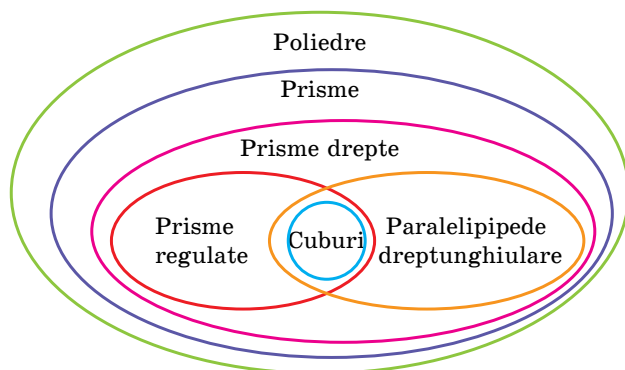 Poliedre
Prisme
Prisme drepte
Prisme
regulate
Cuburi
Paralelipipede
dreptunghiulare